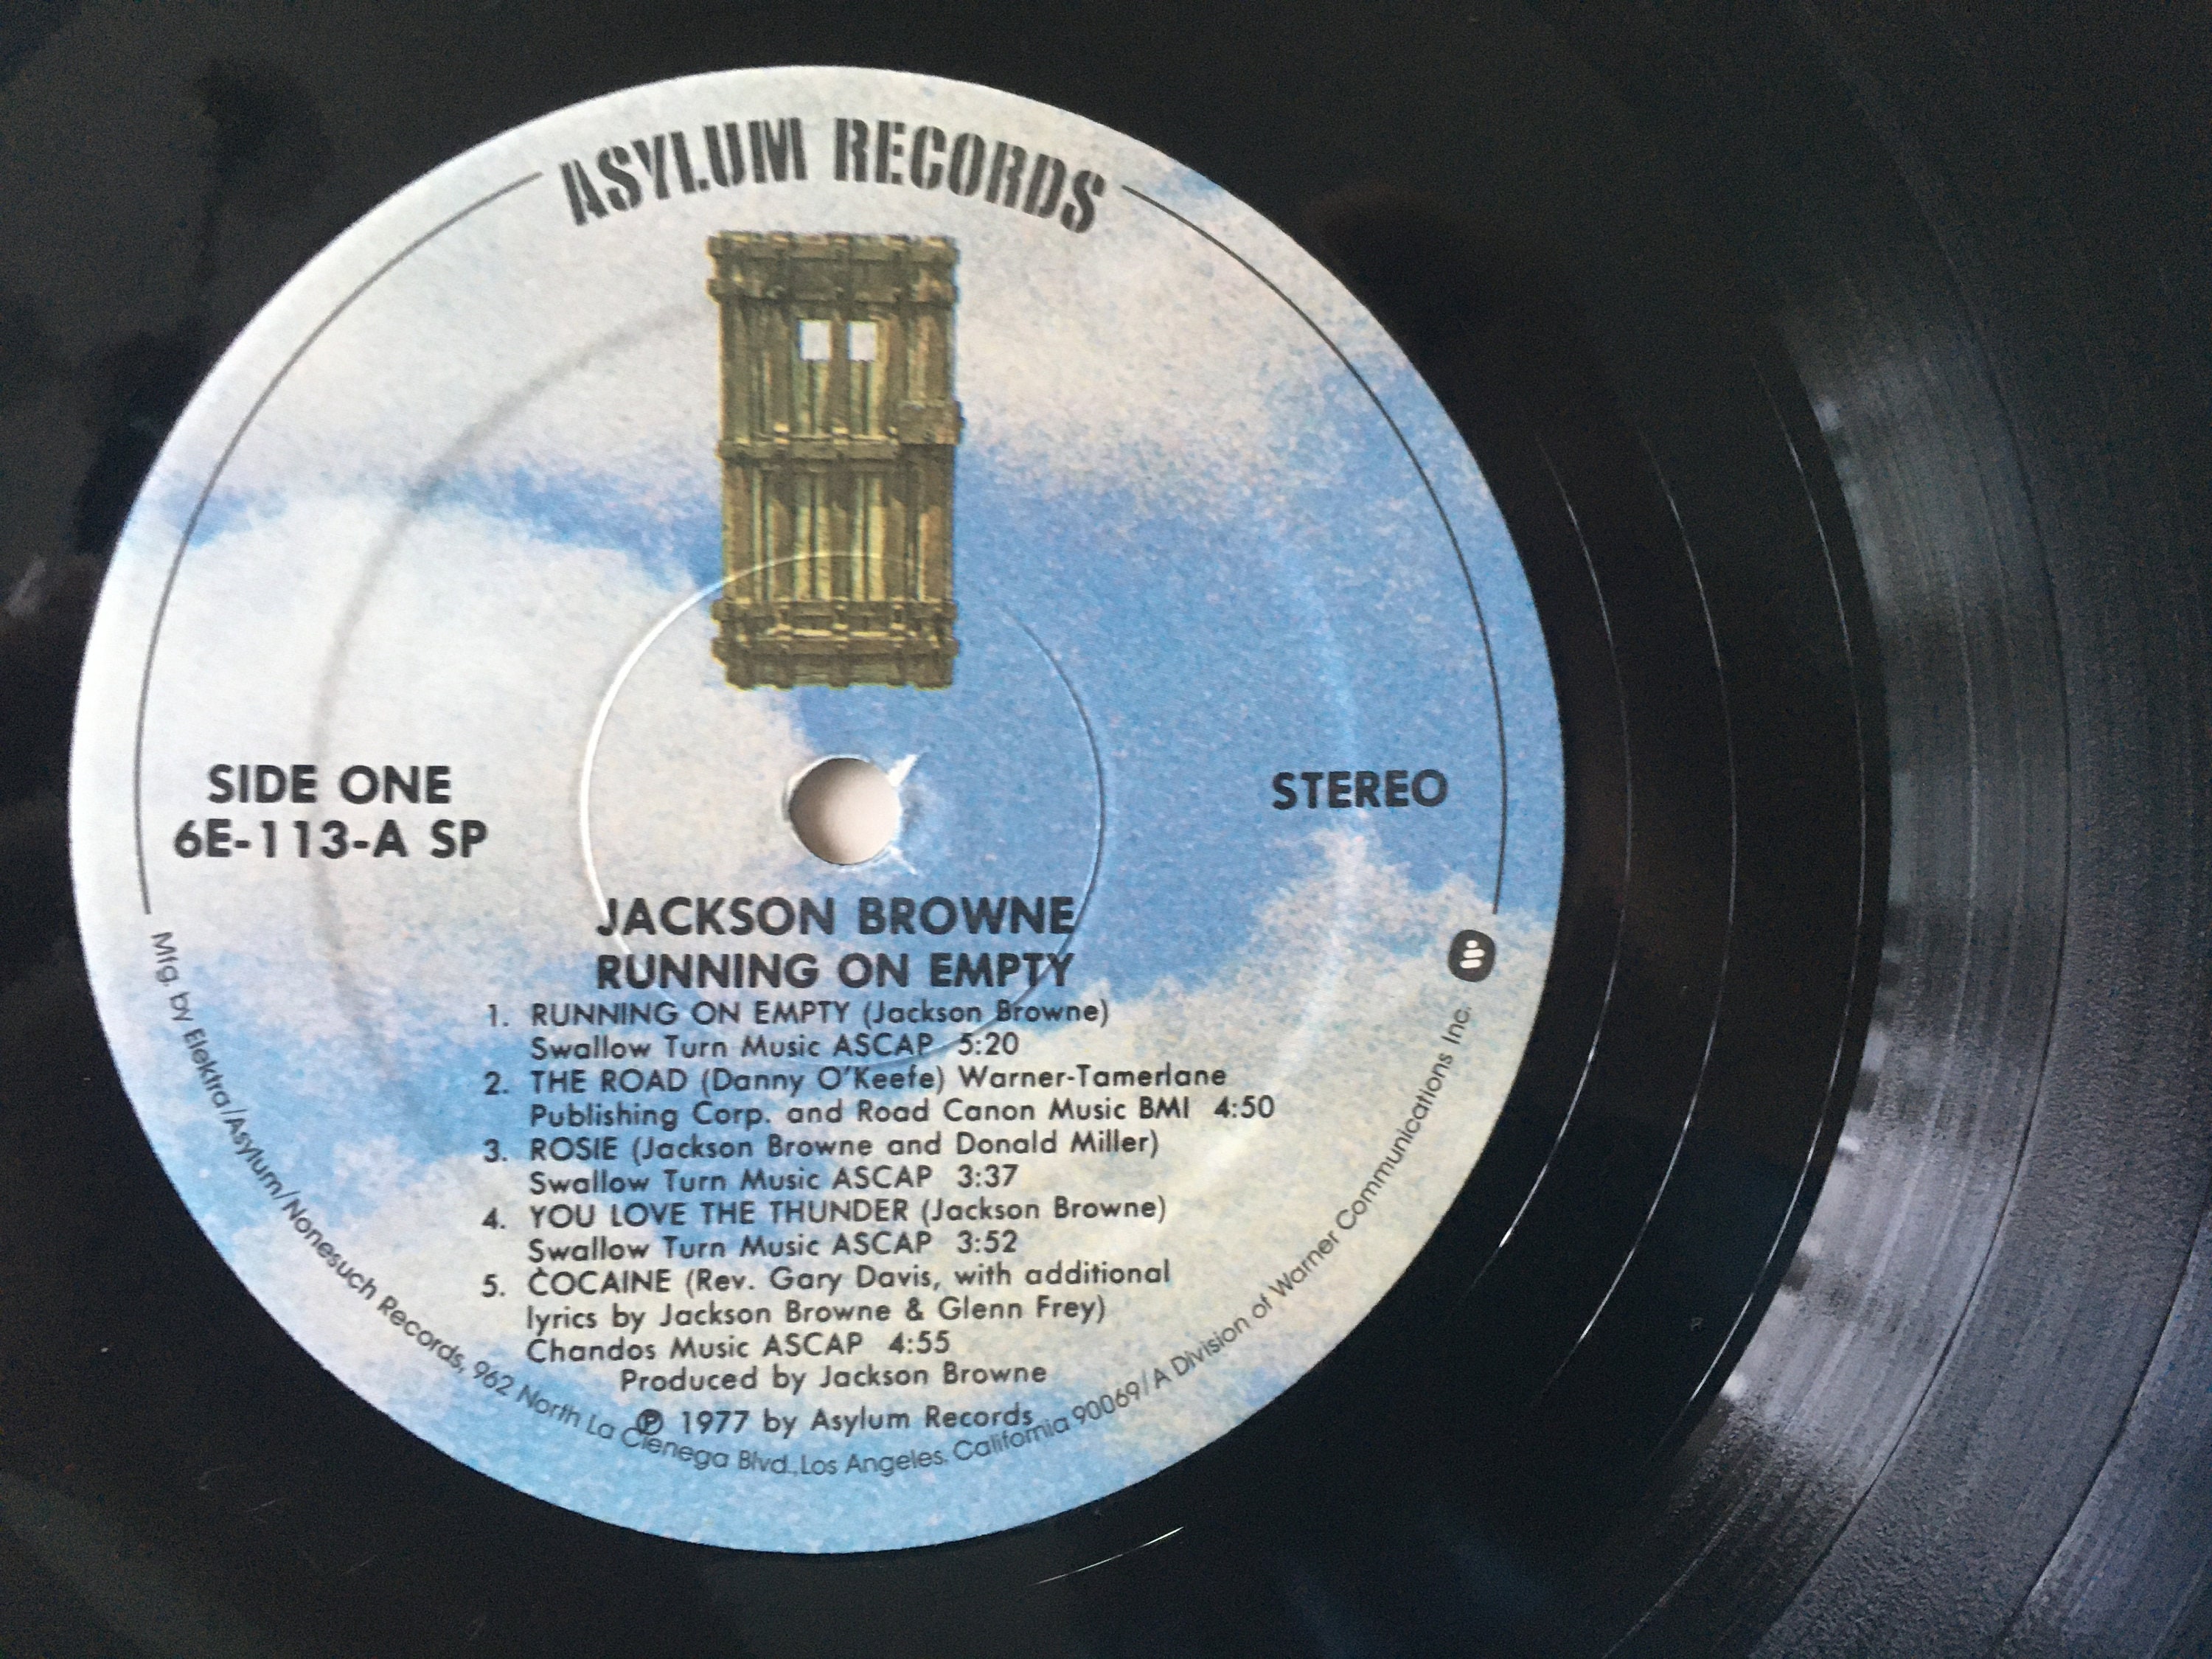 ASYLUM RECORDS
SIDE ONE
6E-113-A SP
STEREO
JACKSON BROWNE
RUNNING ON EMPTY
1. RUNNING ON EMPTY (Jackson Browne)
Swallow Turn Music ASCAP 5:20
2. THE ROAD (Danny O'Keefe) Warner-Tamerlane
Publishing Corp. and Road Canon Music BMI 4:50
3. ROSIE (Jackson Browne and Donald Miller)
Swallow Turn Music ASCAP 3:37
4. YOU LOVE THE THUNDER (Jackson Browne)
Swallow Turn Music ASCAP 3:52
5. COCAINE (Rev. Gary Davis, with additional
lyrics by Jackson Browne & Glenn Frey)
Chandos Music ASCAP 4:55
Produced by Jackson Browne
℗ 1977 by Asylum Records
Mfg. by Elektra/Asylum/Nonesuch Records, 962 North La Cienega Blvd., Los Angeles, California 90069/A Division of Warner Communications Inc.